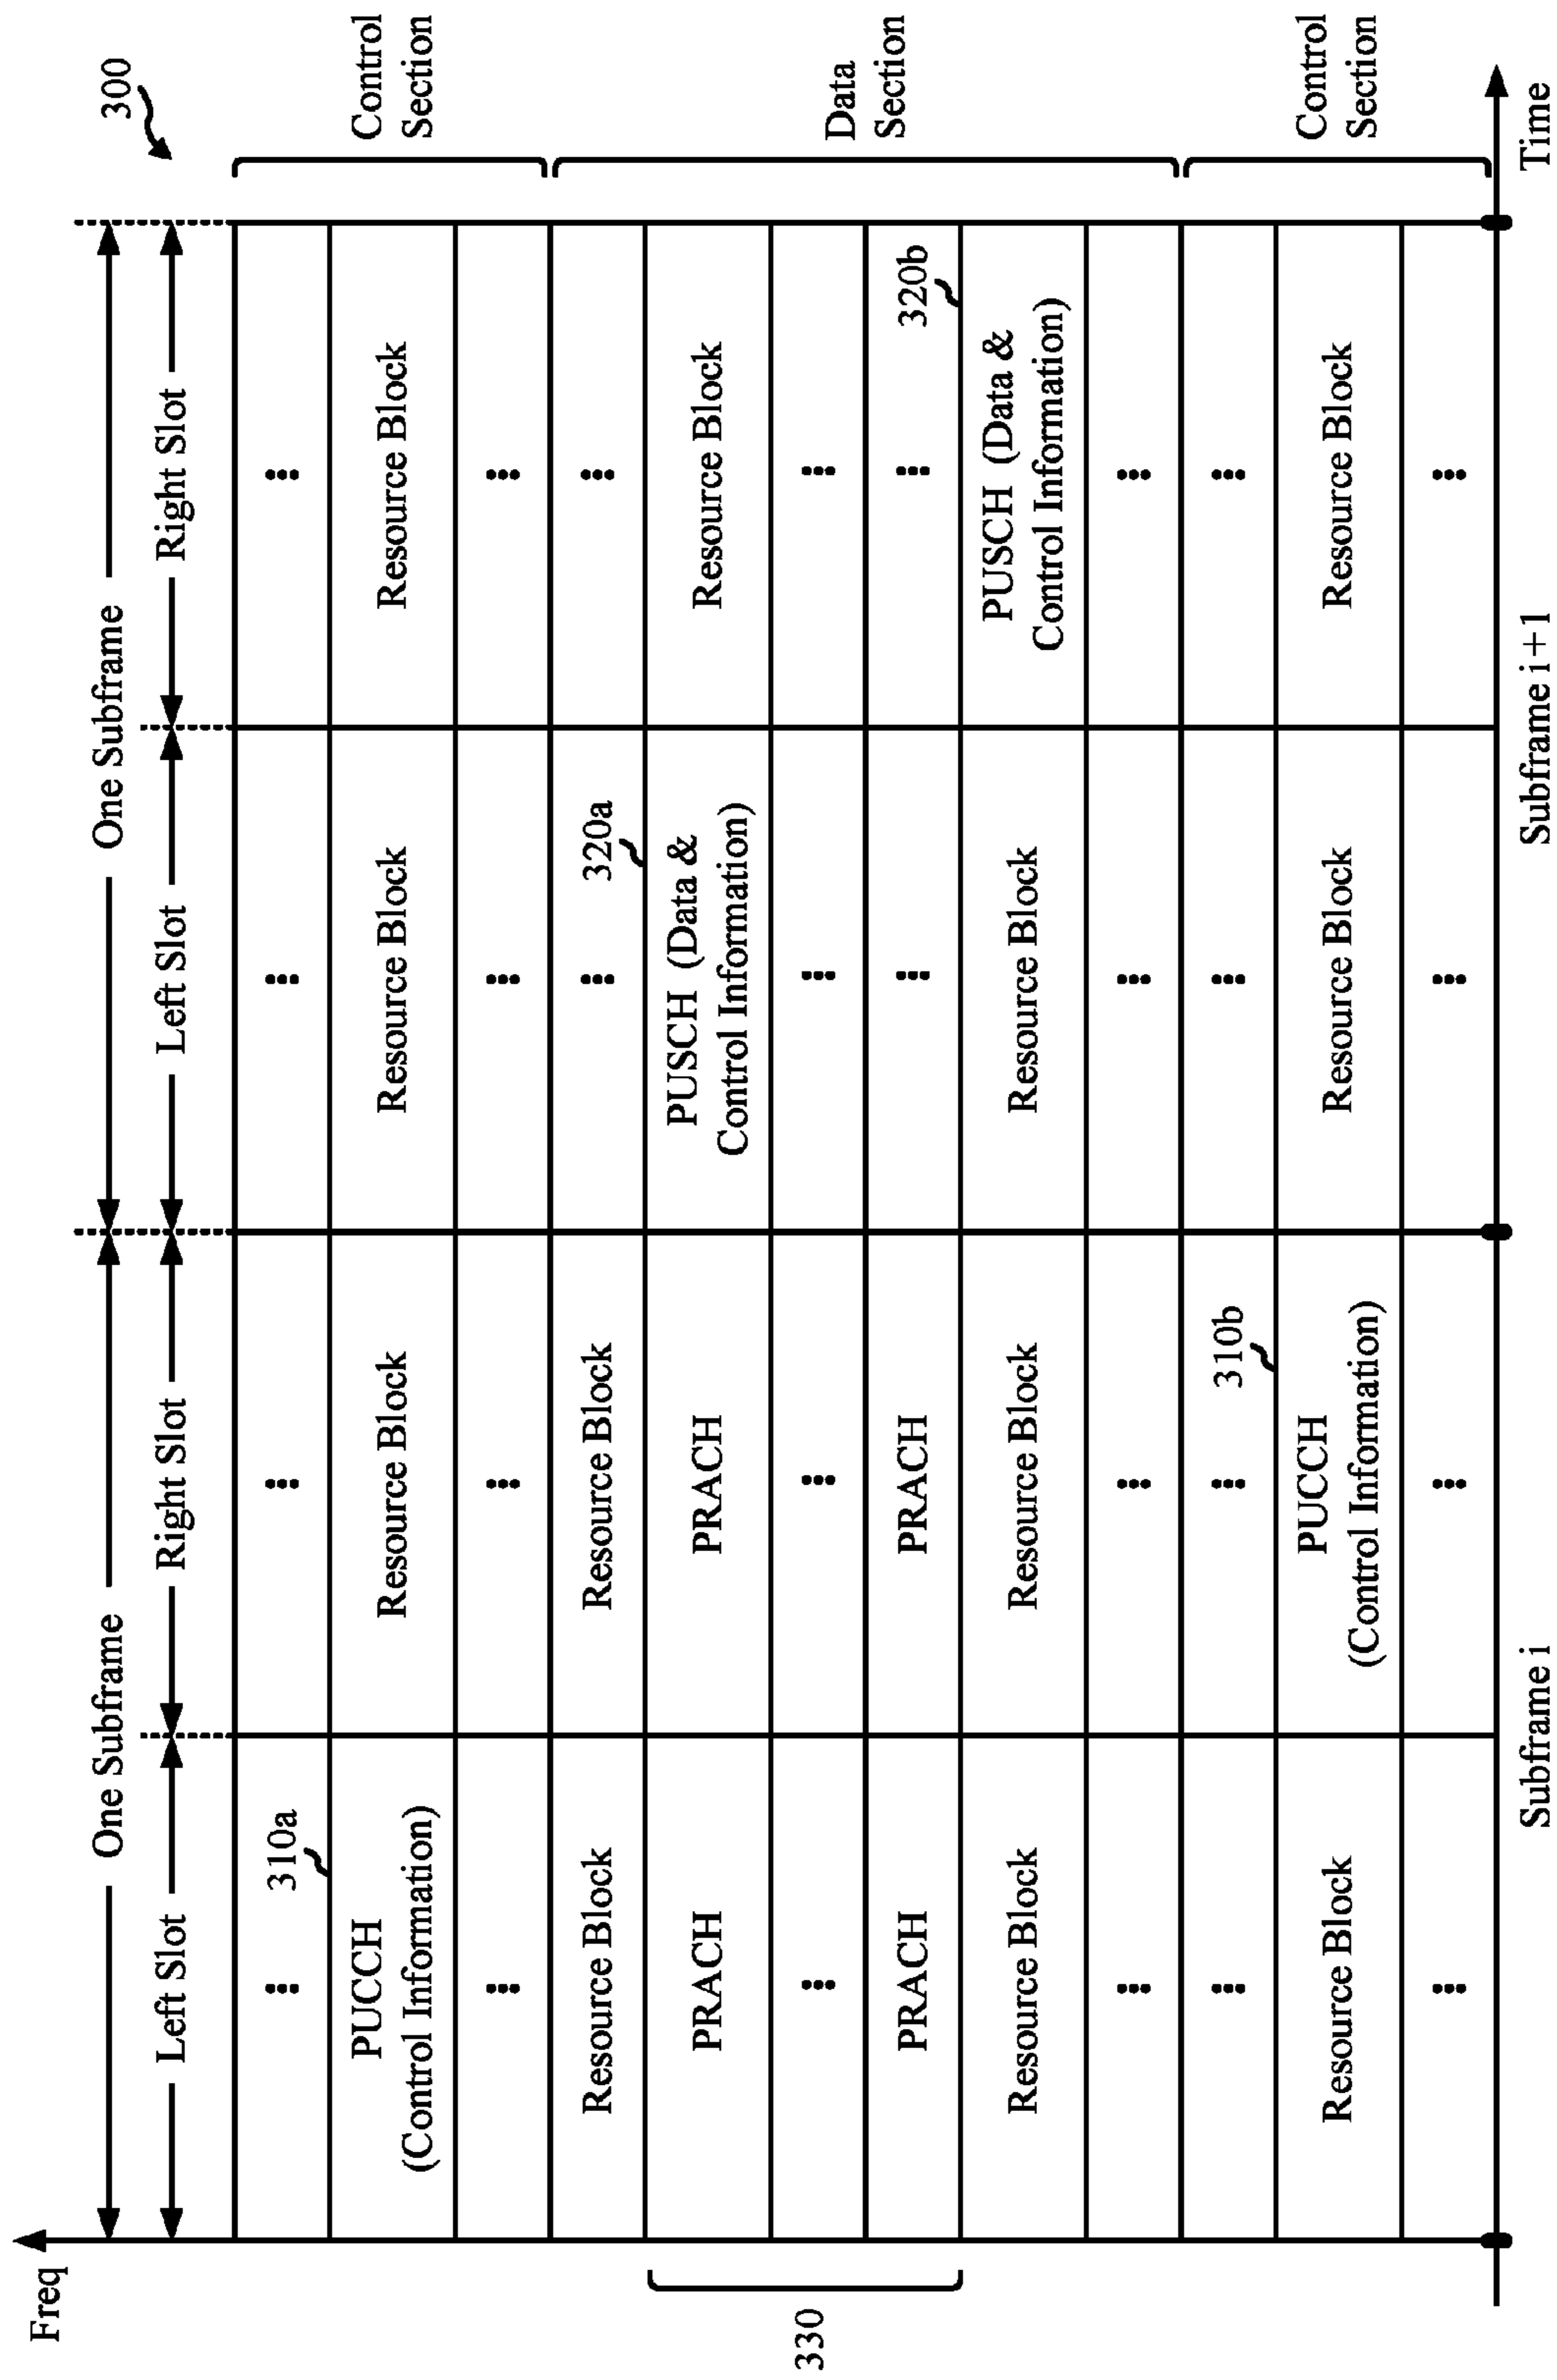 300
Freq
One Subframe
One Subframe
Left Slot
Right Slot
Left Slot
Right Slot
⋮
310a
⋮
⋮
⋮
Control
Section
PUCCH
(Control Information)
Resource Block
Resource Block
Resource Block
⋮
⋮
⋮
⋮
Resource Block
Resource Block
⋮
320a
⋮
330
PRACH
PRACH
PUSCH (Data &
Control Information)
Resource Block
⋮
⋮
⋮
⋮
Data
Section
PRACH
PRACH
⋮
⋮
320b
Resource Block
Resource Block
Resource Block
PUSCH (Data &
Control Information)
⋮
⋮
⋮
⋮
⋮
⋮
310b
⋮
⋮
Control
Section
Resource Block
PUCCH
(Control Information)
Resource Block
Resource Block
⋮
⋮
⋮
⋮
Subframe i
Subframe i+1
Time